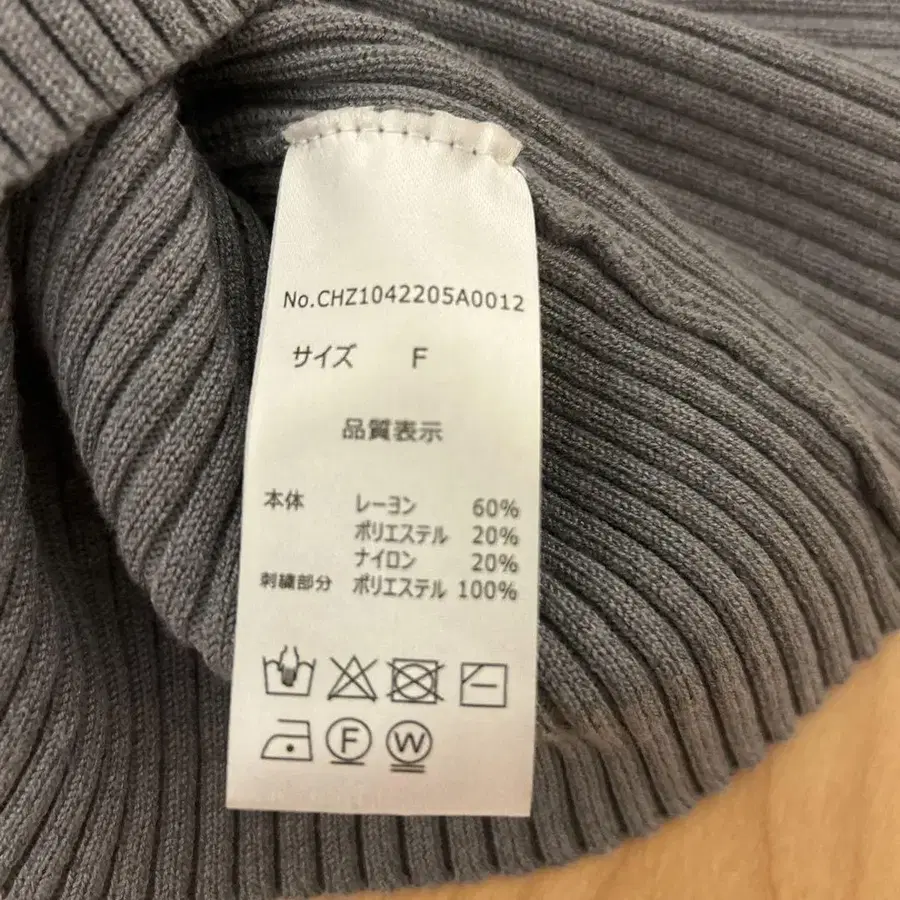 No.CHZ1042205A0012
サイズ F
品質表示
本体 レーヨン 60%
ポリエステル 20%
ナイロン 20%
刺繍部分 ポリエステル 100%
F W